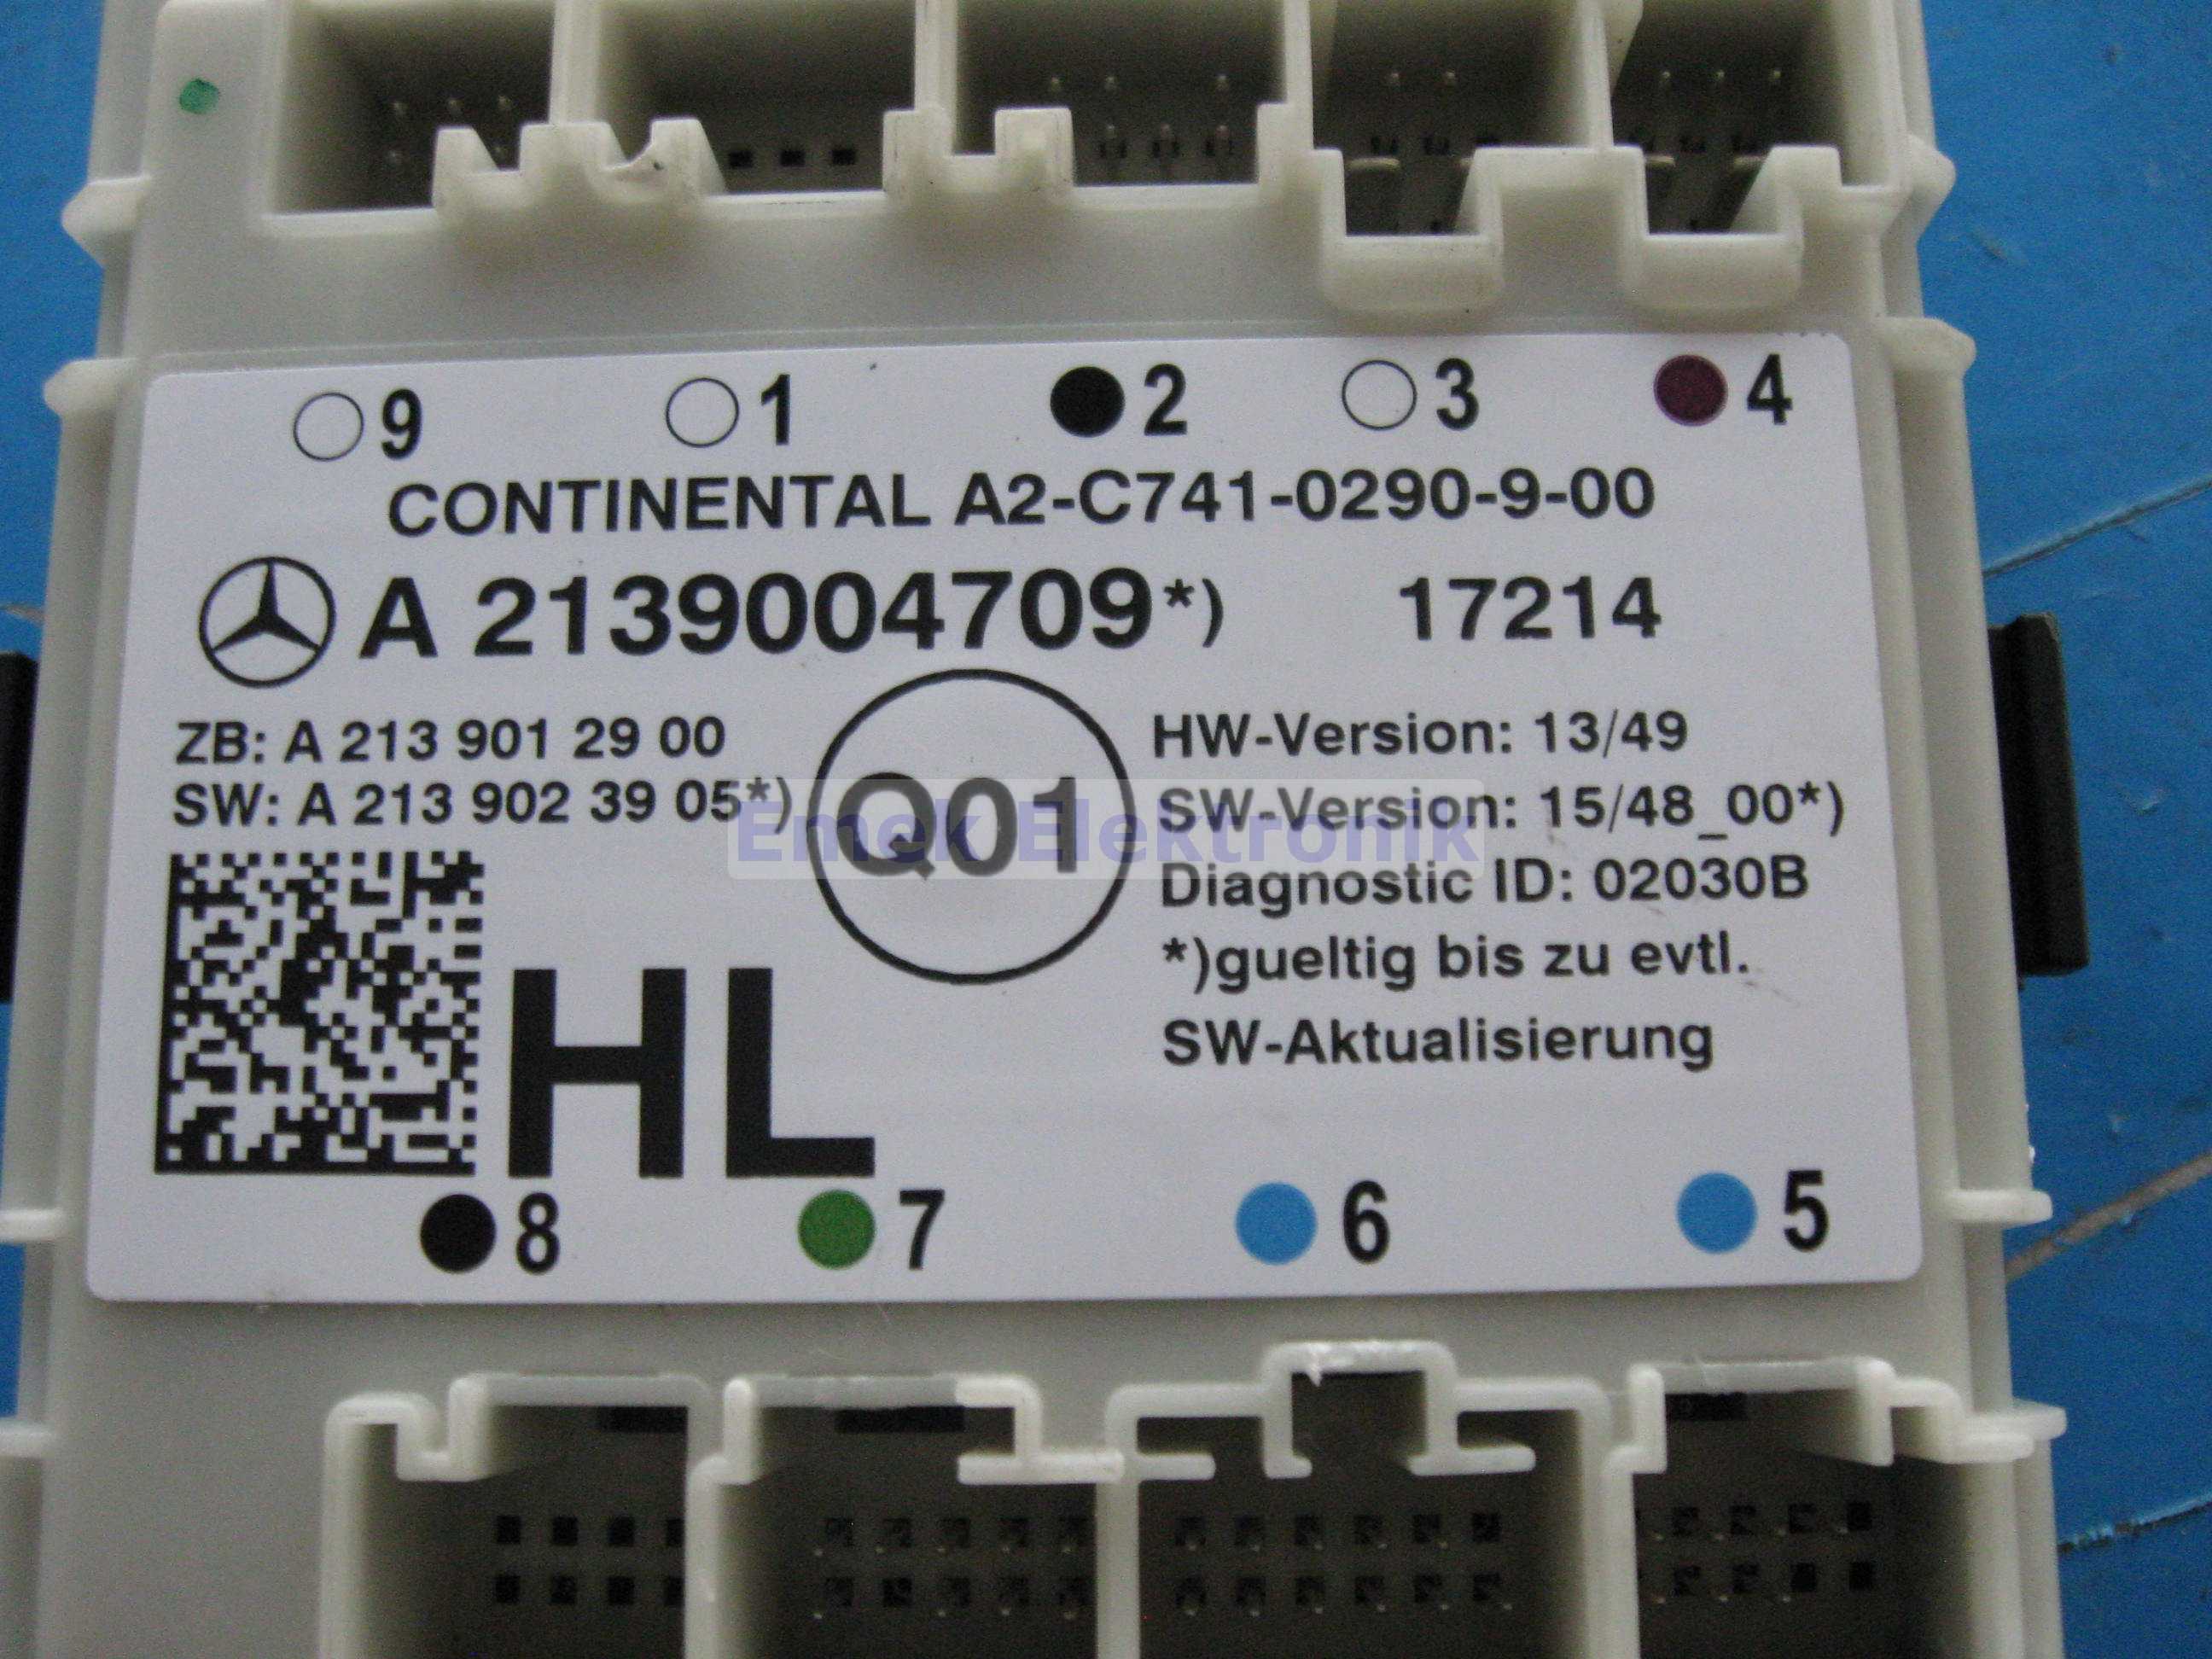 9 1 2 3 4
CONTINENTAL A2-C741-0290-9-00
A 2139004709*) 17214
ZB: A 213 901 29 00
SW: A 213 902 39 05*)
Q01
HW-Version: 13/49
SW-Version: 15/48_00*)
Diagnostic ID: 02030B
*)gueltig bis zu evtl.
SW-Aktualisierung
Emek Elektronik
HL
8 7 6 5